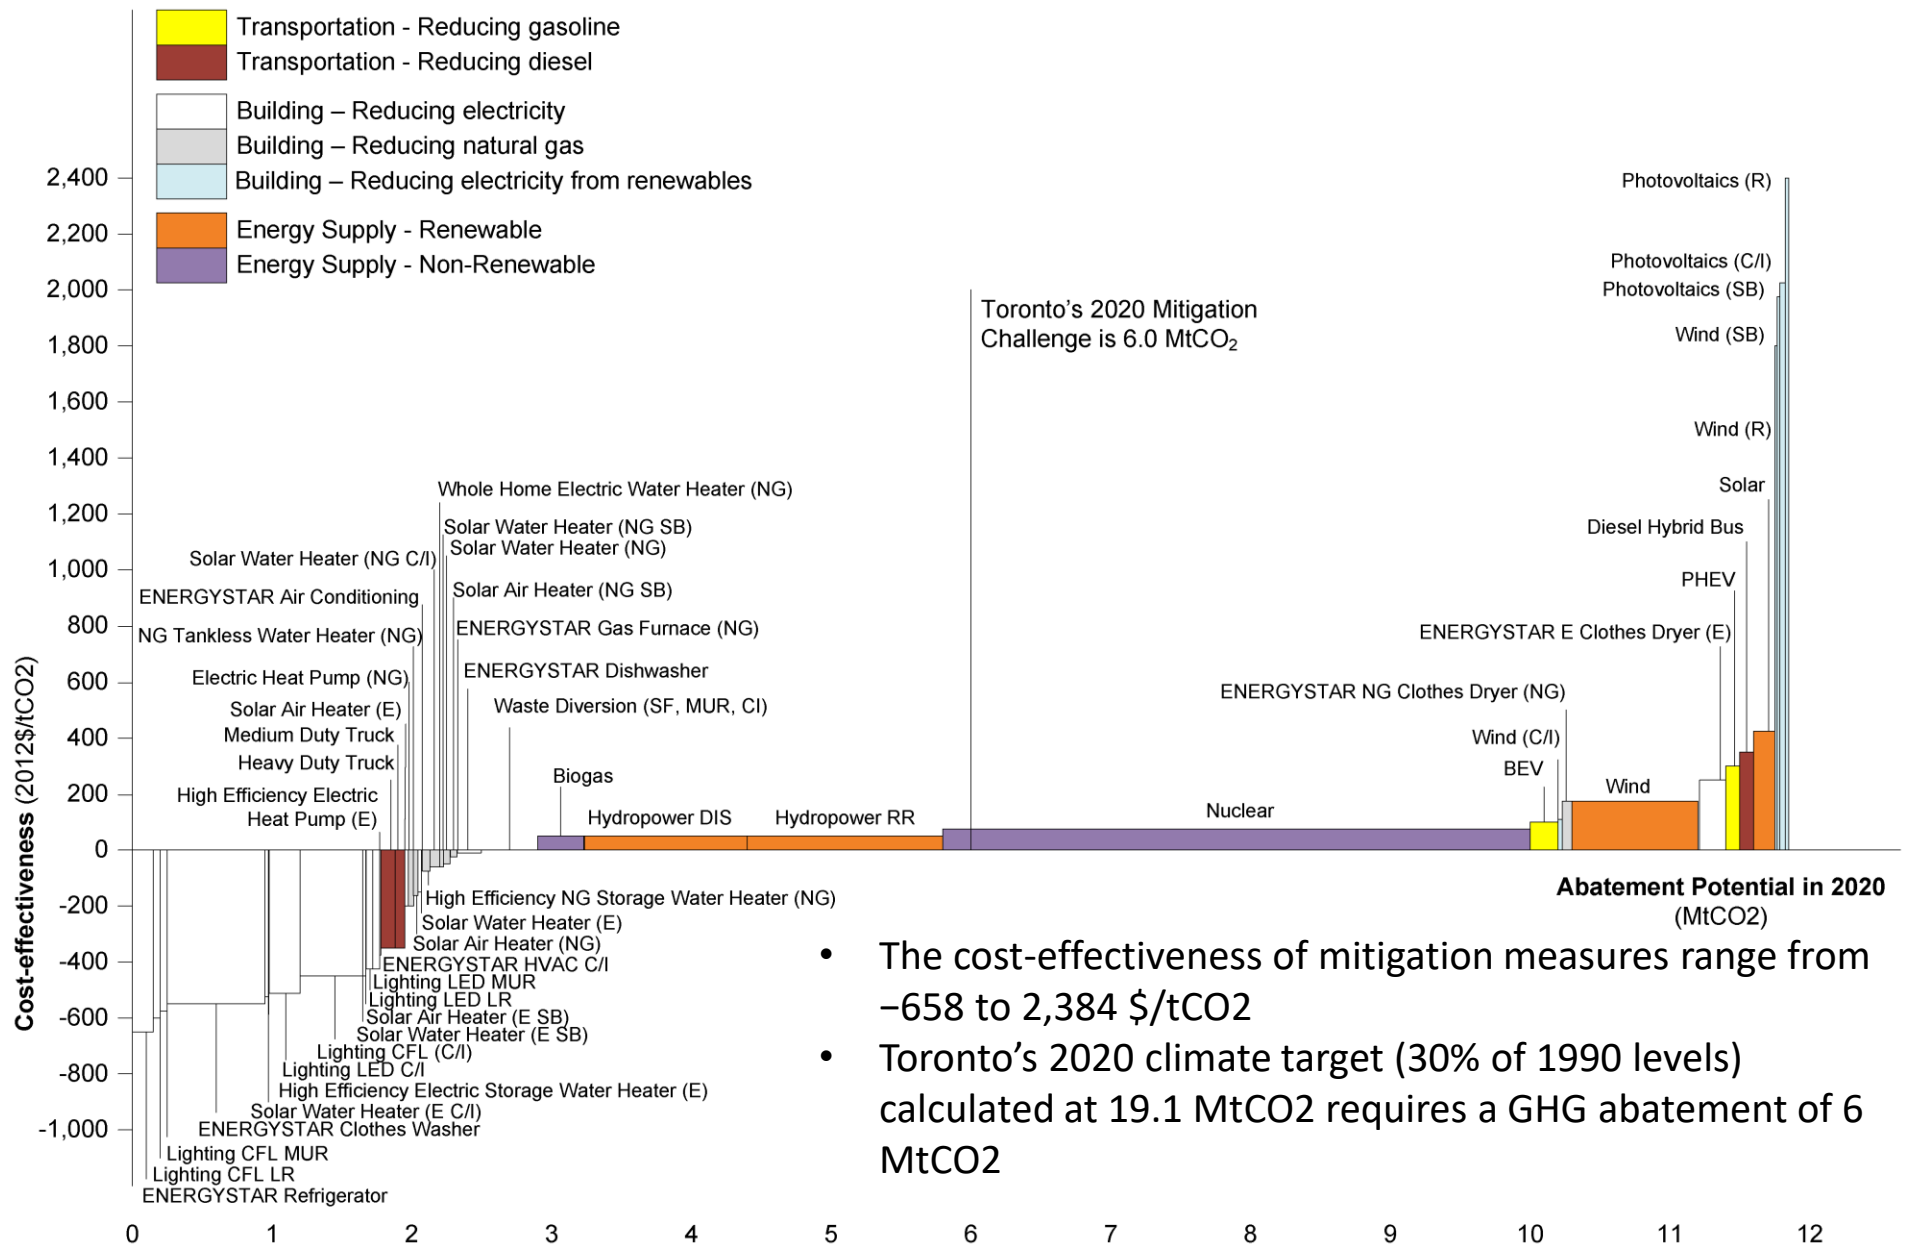 Transportation - Reducing gasoline
Transportation - Reducing diesel
Building – Reducing electricity
Building – Reducing natural gas
Building – Reducing electricity from renewables
Energy Supply - Renewable
Energy Supply - Non-Renewable
Cost-effectiveness (2012$/tCO2)
2,400
2,200
2,000
1,800
1,600
1,400
1,200
1,000
800
600
400
200
0
-200
-400
-600
-800
-1,000
Toronto's 2020 Mitigation
Challenge is 6.0 MtCO₂
Whole Home Electric Water Heater (NG)
Solar Water Heater (NG SB)
Solar Water Heater (NG)
Solar Water Heater (NG C/I)
Solar Air Heater (NG SB)
ENERGYSTAR Air Conditioning
ENERGYSTAR Gas Furnace (NG)
NG Tankless Water Heater (NG)
ENERGYSTAR Dishwasher
Electric Heat Pump (NG)
Waste Diversion (SF, MUR, CI)
Solar Air Heater (E)
Medium Duty Truck
Heavy Duty Truck
High Efficiency Electric
Heat Pump (E)
Biogas
Hydropower DIS
Hydropower RR
Nuclear
Photovoltaics (R)
Photovoltaics (C/I)
Photovoltaics (SB)
Wind (SB)
Wind (R)
Solar
Diesel Hybrid Bus
PHEV
ENERGYSTAR E Clothes Dryer (E)
ENERGYSTAR NG Clothes Dryer (NG)
Wind (C/I)
BEV
Wind
High Efficiency NG Storage Water Heater (NG)
Solar Water Heater (E)
Solar Air Heater (NG)
ENERGYSTAR HVAC C/I
Lighting LED MUR
Lighting LED LR
Solar Air Heater (E SB)
Solar Water Heater (E SB)
Lighting CFL (C/I)
Lighting LED C/I
High Efficiency Electric Storage Water Heater (E)
Solar Water Heater (E C/I)
ENERGYSTAR Clothes Washer
Lighting CFL MUR
Lighting CFL LR
ENERGYSTAR Refrigerator
Abatement Potential in 2020
(MtCO2)
• The cost-effectiveness of mitigation measures range from
−658 to 2,384 $/tCO2
• Toronto's 2020 climate target (30% of 1990 levels)
calculated at 19.1 MtCO2 requires a GHG abatement of 6
MtCO2
0 1 2 3 4 5 6 7 8 9 10 11 12